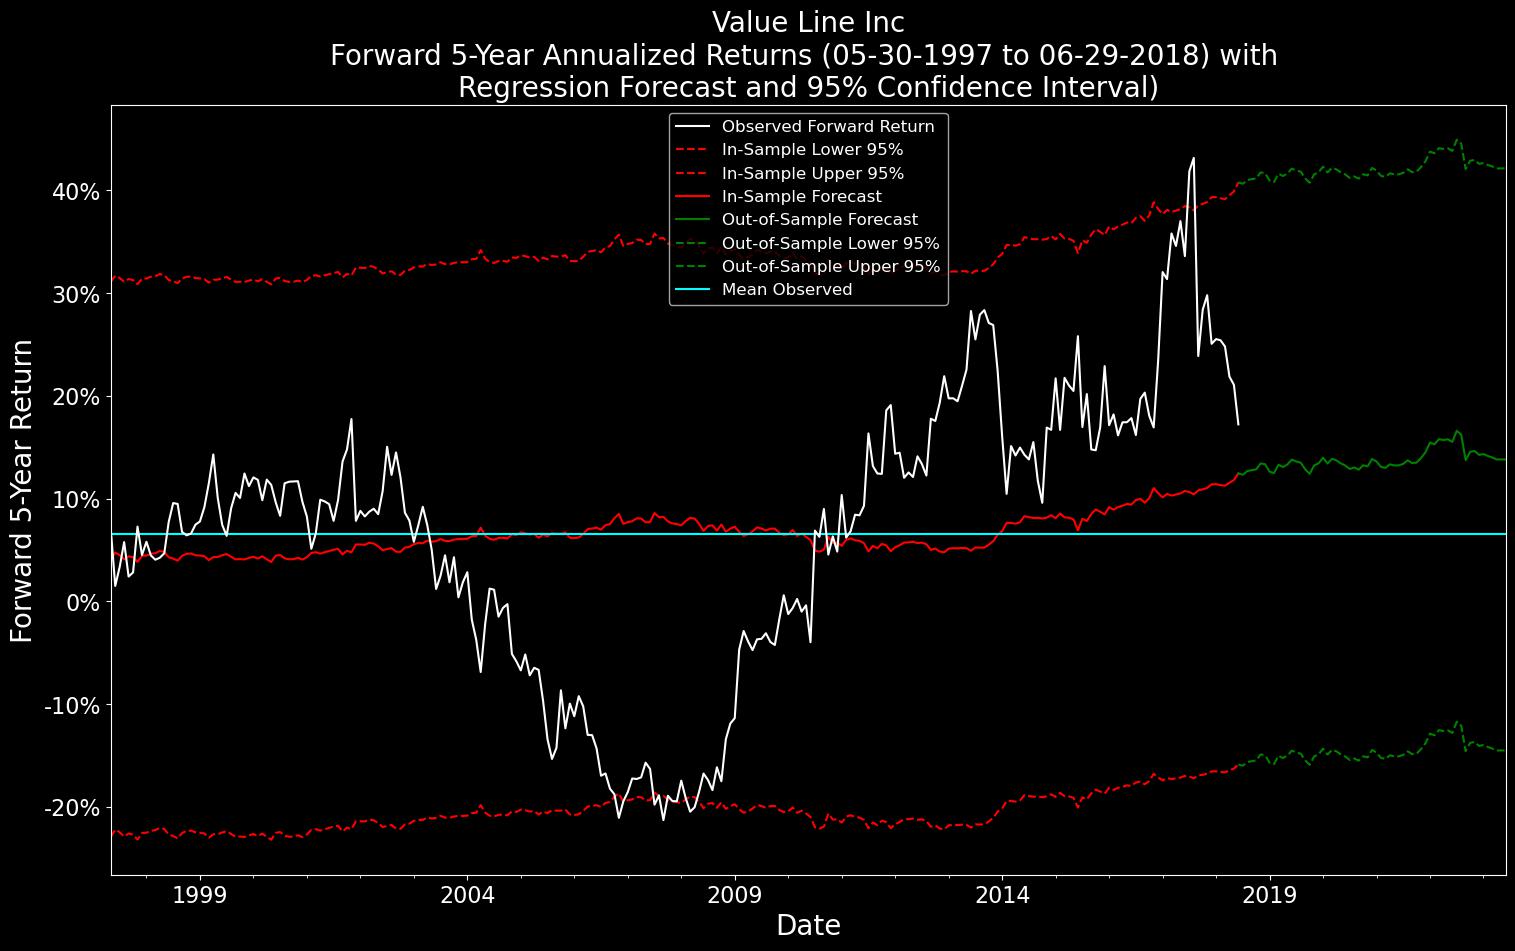 Value Line Inc
Forward 5-Year Annualized Returns (05-30-1997 to 06-29-2018) with
Regression Forecast and 95% Confidence Interval)
Observed Forward Return
In-Sample Lower 95%
In-Sample Upper 95%
In-Sample Forecast
Out-of-Sample Forecast
Out-of-Sample Lower 95%
Out-of-Sample Upper 95%
Mean Observed
Forward 5-Year Return
40%
30%
20%
10%
0%
-10%
-20%
1999
2004
2009
2014
2019
Date